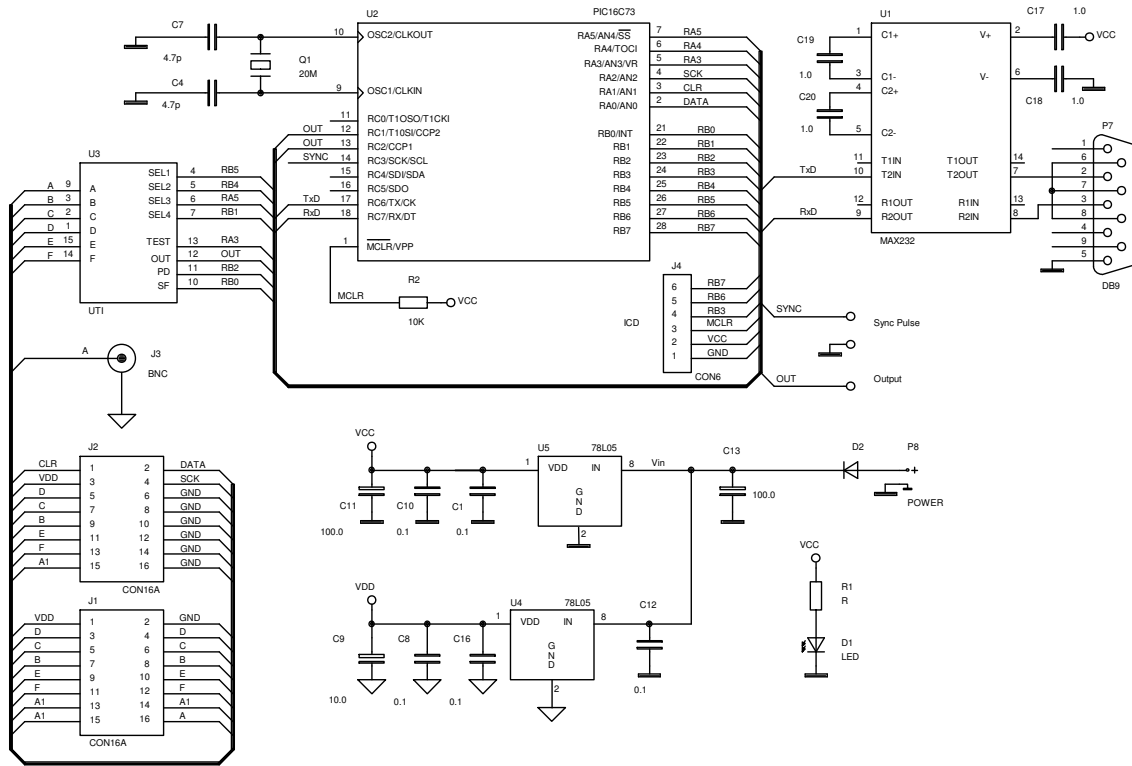 C7
4.7p
C4
4.7p
Q1
20M
U2
PIC16C73
10 OSC2/CLKOUT
9 OSC1/CLKIN
11 RC0/T1OSO/T1CKI
OUT 12 RC1/T10SI/CCP2
OUT 13 RC2/CCP1
SYNC 14 RC3/SCK/SCL
15 RC4/SDI/SDA
16 RC5/SDO
TxD 17 RC6/TX/CK
RxD 18 RC7/RX/DT
1 MCLR/VPP
RA5/AN4/SS 7 RA5
RA4/TOCI 6 RA4
RA3/AN3/VR 5 RA3
RA2/AN2 4 SCK
RA1/AN1 3 CLR
RA0/AN0 2 DATA
RB0/INT 21 RB0
RB1 22 RB1
RB2 23 RB2
RB3 24 RB3
RB4 25 RB4
RB5 26 RB5
RB6 27 RB6
RB7 28 RB7
MCLR
R2
10K
VCC
U1
1 C1+
3 C1-
4 C2+
5 C2-
11 T1IN
TxD 10 T2IN
12 R1OUT
RxD 9 R2OUT
V+ 2
V- 6
T1OUT 14
T2OUT 7
R1IN 13
R2IN 8
MAX232
C19
1.0
C20
1.0
C17 1.0
VCC
C18 1.0
P7
1
6
2
7
3
8
4
9
5
DB9
U3
A 9 A
B 3 B
C 2 C
D 1 D
E 15 E
F 14 F
SEL1 4 RB5
SEL2 5 RB4
SEL3 6 RA5
SEL4 7 RB1
TEST 13 RA3
OUT 12 OUT
PD 11 RB2
SF 10 RB0
UTI
J4
ICD
6 RB7
5 RB6
4 RB3
3 MCLR
2 VCC
1 GND
CON6
SYNC
Sync Pulse
OUT
Output
A
J3
BNC
J2
CLR 1 2 DATA
VDD 3 4 SCK
D 5 6 GND
C 7 8 GND
B 9 10 GND
E 11 12 GND
F 13 14 GND
A1 15 16 GND
CON16A
J1
VDD 1 2 GND
D 3 4 D
C 5 6 C
B 7 8 B
E 9 10 E
F 11 12 F
A1 13 14 A1
A1 15 16 A
CON16A
VCC
C11
100.0
C10
0.1
C1
0.1
U5 78L05
1 VDD IN 8
GND
2
Vin
C13
100.0
D2
P8
+
POWER
VDD
C9
10.0
C8
0.1
C16
0.1
U4 78L05
1 VDD IN 8
GND
2
C12
0.1
VCC
R1
R
D1
LED